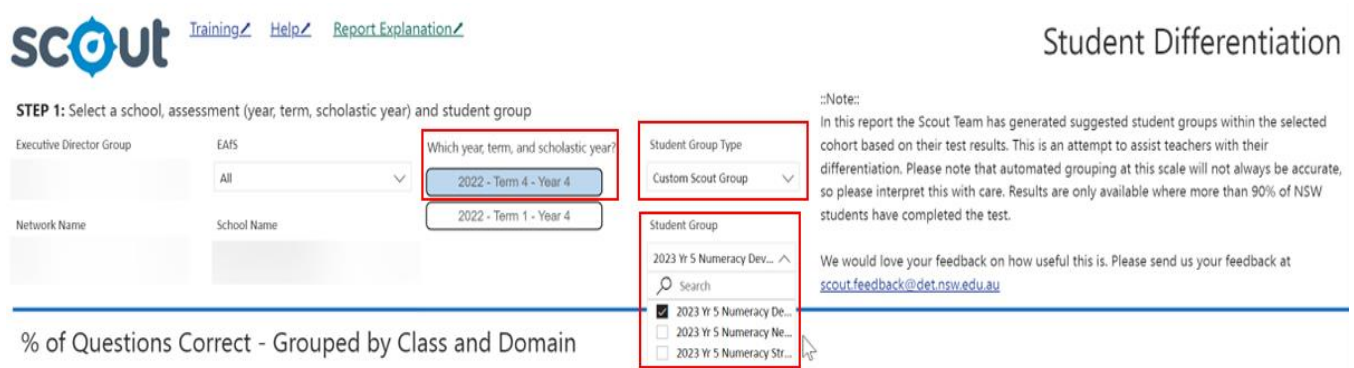 scout
Training Help Report Explanation
Student Differentiation
STEP 1: Select a school, assessment (year, term, scholastic year) and student group
Executive Director Group
EAfS
All
Which year, term, and scholastic year?
2022 - Term 4 - Year 4
2022 - Term 1 - Year 4
Network Name
School Name
Student Group Type
Custom Scout Group
Student Group
2023 Yr 5 Numeracy Dev...
Search
2023 Yr 5 Numeracy De...
2023 Yr 5 Numeracy Ne...
2023 Yr 5 Numeracy Str...
::Note::
In this report the Scout Team has generated suggested student groups within the selected
cohort based on their test results. This is an attempt to assist teachers with their
differentiation. Please note that automated grouping at this scale will not always be accurate,
so please interpret this with care. Results are only available where more than 90% of NSW
students have completed the test.
We would love your feedback on how useful this is. Please send us your feedback at
scout.feedback@det.nsw.edu.au
% of Questions Correct - Grouped by Class and Domain